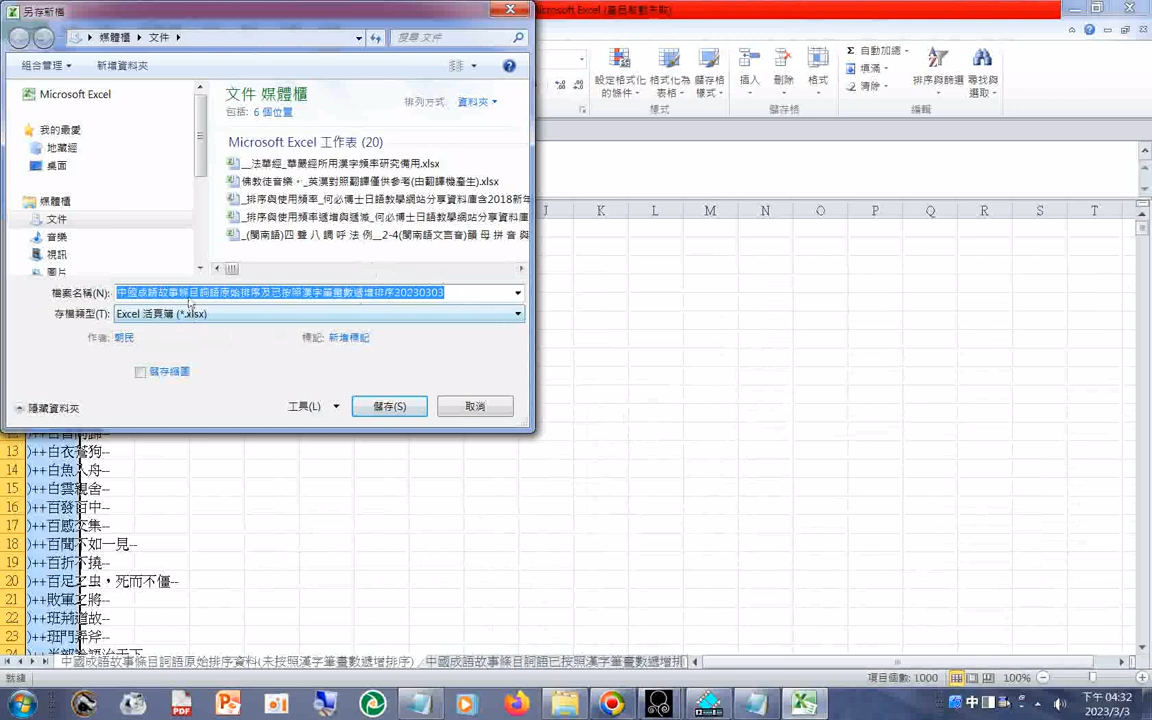 另存新檔
Microsoft Excel (產品啟動失敗)
媒體櫃 ▸ 文件 ▸
搜尋 文件
組合管理 新增資料夾
Microsoft Excel
我的最愛
地藏經
桌面
媒體櫃
文件
音樂
視訊
圖片
文件 媒體櫃
包括: 6 個位置
排列方式: 資料夾
Microsoft Excel 工作表 (20)
__法華經_華嚴經所用漢字頻率研究備用.xlsx
_英漢對照翻譯僅供參考(由翻譯機產生).xlsx
_排序與使用頻率_何必博士日語教學網站分享資料庫含2018新年
_排序與使用頻率遞增與遞減_何必博士日語教學網站分享資料庫
_(閩南語)四 聲 八 調 呼 法 例__2-4(閩南語文言音)韻 母 拼 音 與
檔案名稱(N): 中國成語故事條目詞語原始排序及已按照漢字筆畫數遞增排序20230303
存檔類型(T): Excel 活頁簿 (*.xlsx)
作者: 朝民 標記: 新增標記
儲存縮圖
隱藏資料夾 工具(L) 儲存(S) 取消
設定格式化的條件
格式化為表格
儲存格樣式
樣式
插入
刪除
格式
儲存格
Σ 自動加總
填滿
清除
排序與篩選
尋找與選取
編輯
J K L M N O P Q R S T
13 )++白衣蒼狗--
14 )++白魚入舟--
15 )++白雲親舍--
16 )++百發百中--
17 )++百感交集--
18 )++百聞不如一見--
19 )++百折不撓--
20 )++百足之虫，死而不僵--
21 )++敗軍之將--
22 )++班荊道故--
23 )++班門弄斧--
24 )++半部論語治天下
中國成語故事條目詞語原始排序資料(未按照漢字筆畫數遞增排序) 中國成語故事條目詞語已按照漢字筆畫數遞增排
就緒
項目個數: 1000 100%
中
下午 04:32
2023/3/3